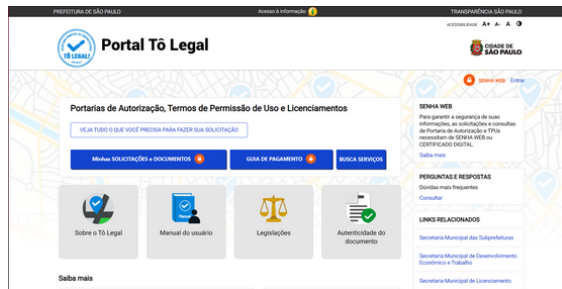 PREFEITURA DE SÃO PAULO
Acesso à informação
TRANSPARÊNCIA SÃO PAULO
ACESSIBILIDADE A+ A- A
TÔ LEGAL!
Portal Tô Legal
CIDADE DE
SÃO PAULO
SENHA WEB Entrar
Portarias de Autorização, Termos de Permissão de Uso e Licenciamentos
VEJA TUDO O QUE VOCÊ PRECISA PARA FAZER SUA SOLICITAÇÃO
Minhas SOLICITAÇÕES e DOCUMENTOS
GUIA DE PAGAMENTO
BUSCA SERVIÇOS
Sobre o Tô Legal
Manual
Manual do usuário
Legislações
Autenticidade do
documento
Saiba mais
SENHA WEB
Para garantir a segurança de suas
informações, as solicitações e consultas
de Portaria de Autorização e TPUs
necessitam de SENHA WEB ou
CERTIFICADO DIGITAL.
Saiba mais
PERGUNTAS E RESPOSTAS
Dúvidas mais frequentes
Consultar
LINKS RELACIONADOS
Secretaria Municipal das Subprefeituras
Secretaria Municipal de Desenvolvimento
Econômico e Trabalho
Secretaria Municipal de Licenciamento